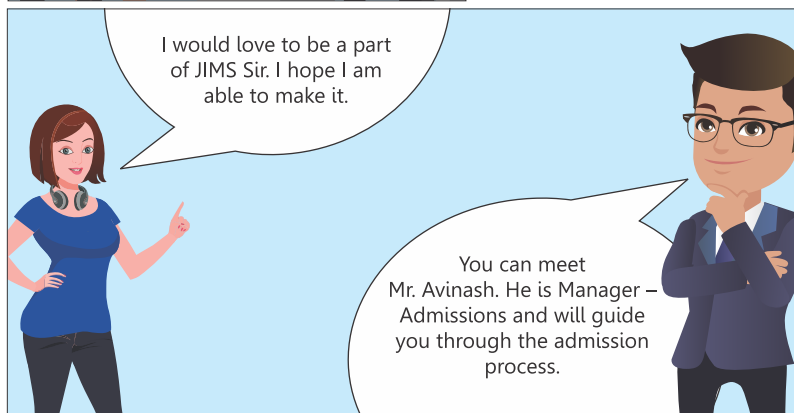 I would love to be a part
of JIMS Sir. I hope I am
able to make it.
You can meet
Mr. Avinash. He is Manager –
Admissions and will guide
you through the admission
process.